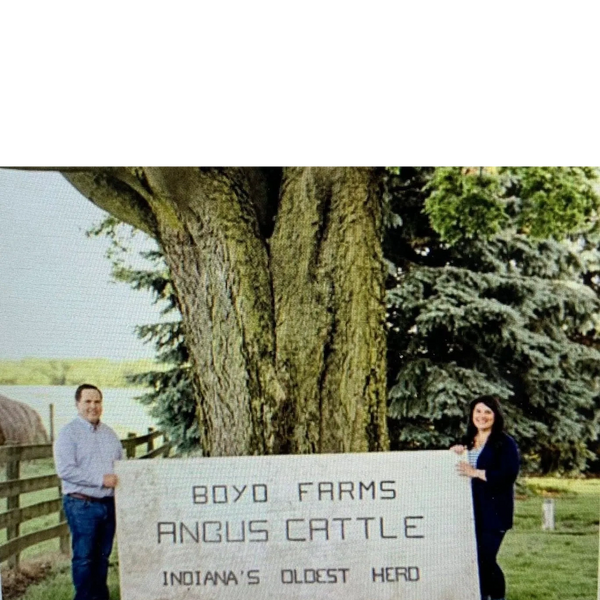 BOYD FARMS
ANGUS CATTLE
INDIANA'S OLDEST HERD